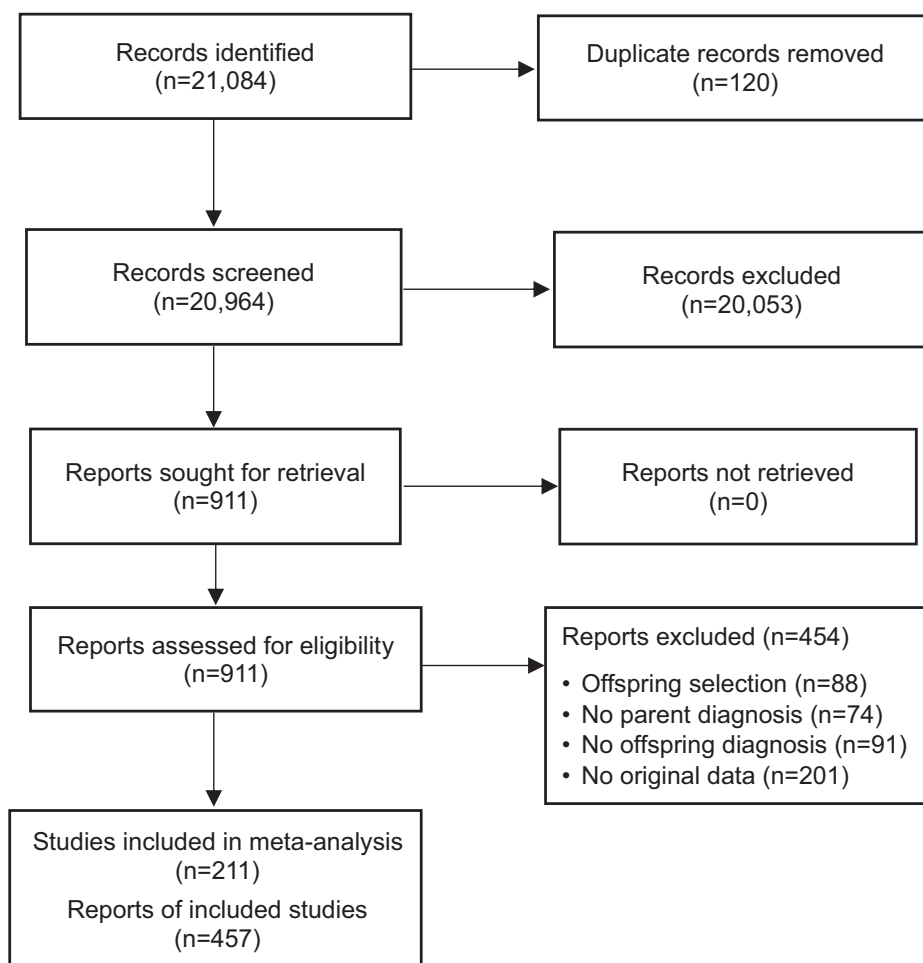 Records identified
(n=21,084)
Duplicate records removed
(n=120)
Records screened
(n=20,964)
Records excluded
(n=20,053)
Reports sought for retrieval
(n=911)
Reports not retrieved
(n=0)
Reports assessed for eligibility
(n=911)
Reports excluded (n=454)
• Offspring selection (n=88)
• No parent diagnosis (n=74)
• No offspring diagnosis (n=91)
• No original data (n=201)
Studies included in meta-analysis
(n=211)
Reports of included studies
(n=457)